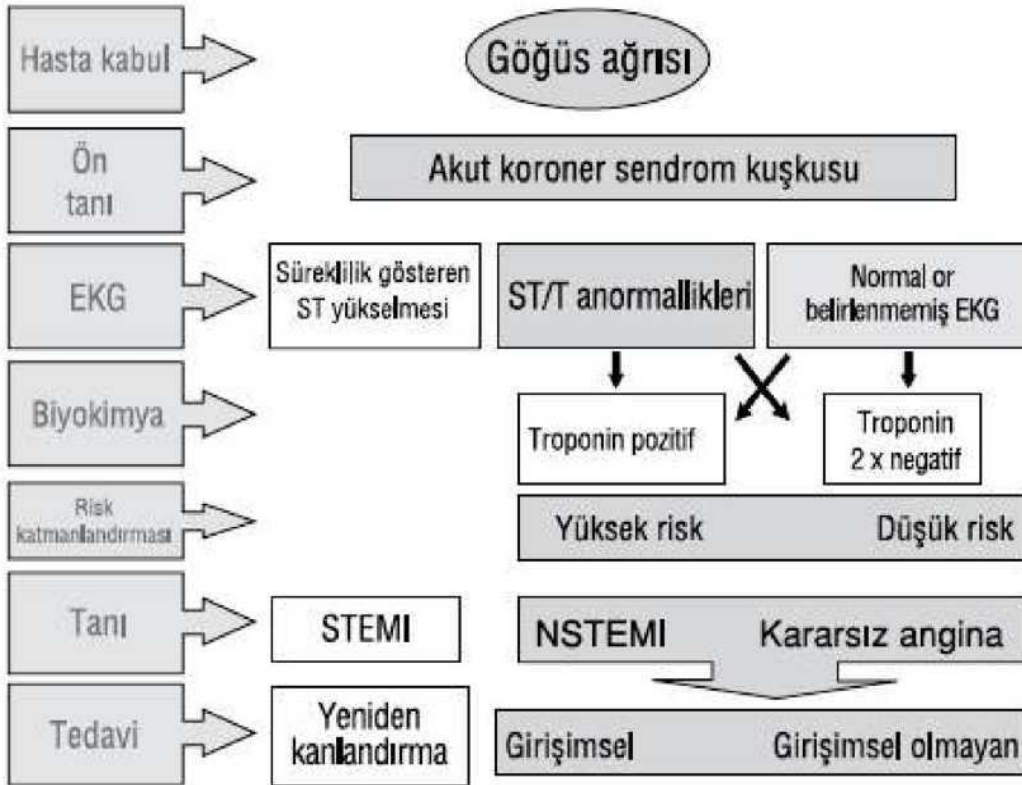 Hasta kabul
Göğüs ağrısı
Ön
tanı
Akut koroner sendrom kuşkusu
EKG
Süreklilik gösteren
ST yükselmesi
ST/T anormallikleri
Normal or
belirlenmemiş EKG
Biyokimya
Troponin pozitif
Troponin
2 x negatif
Risk
katmanlandırması
Yüksek risk
Düşük risk
Tanı
STEMI
NSTEMI
Kararsız angina
Tedavi
Yeniden
kanlandırma
Girişimsel
Girişimsel olmayan